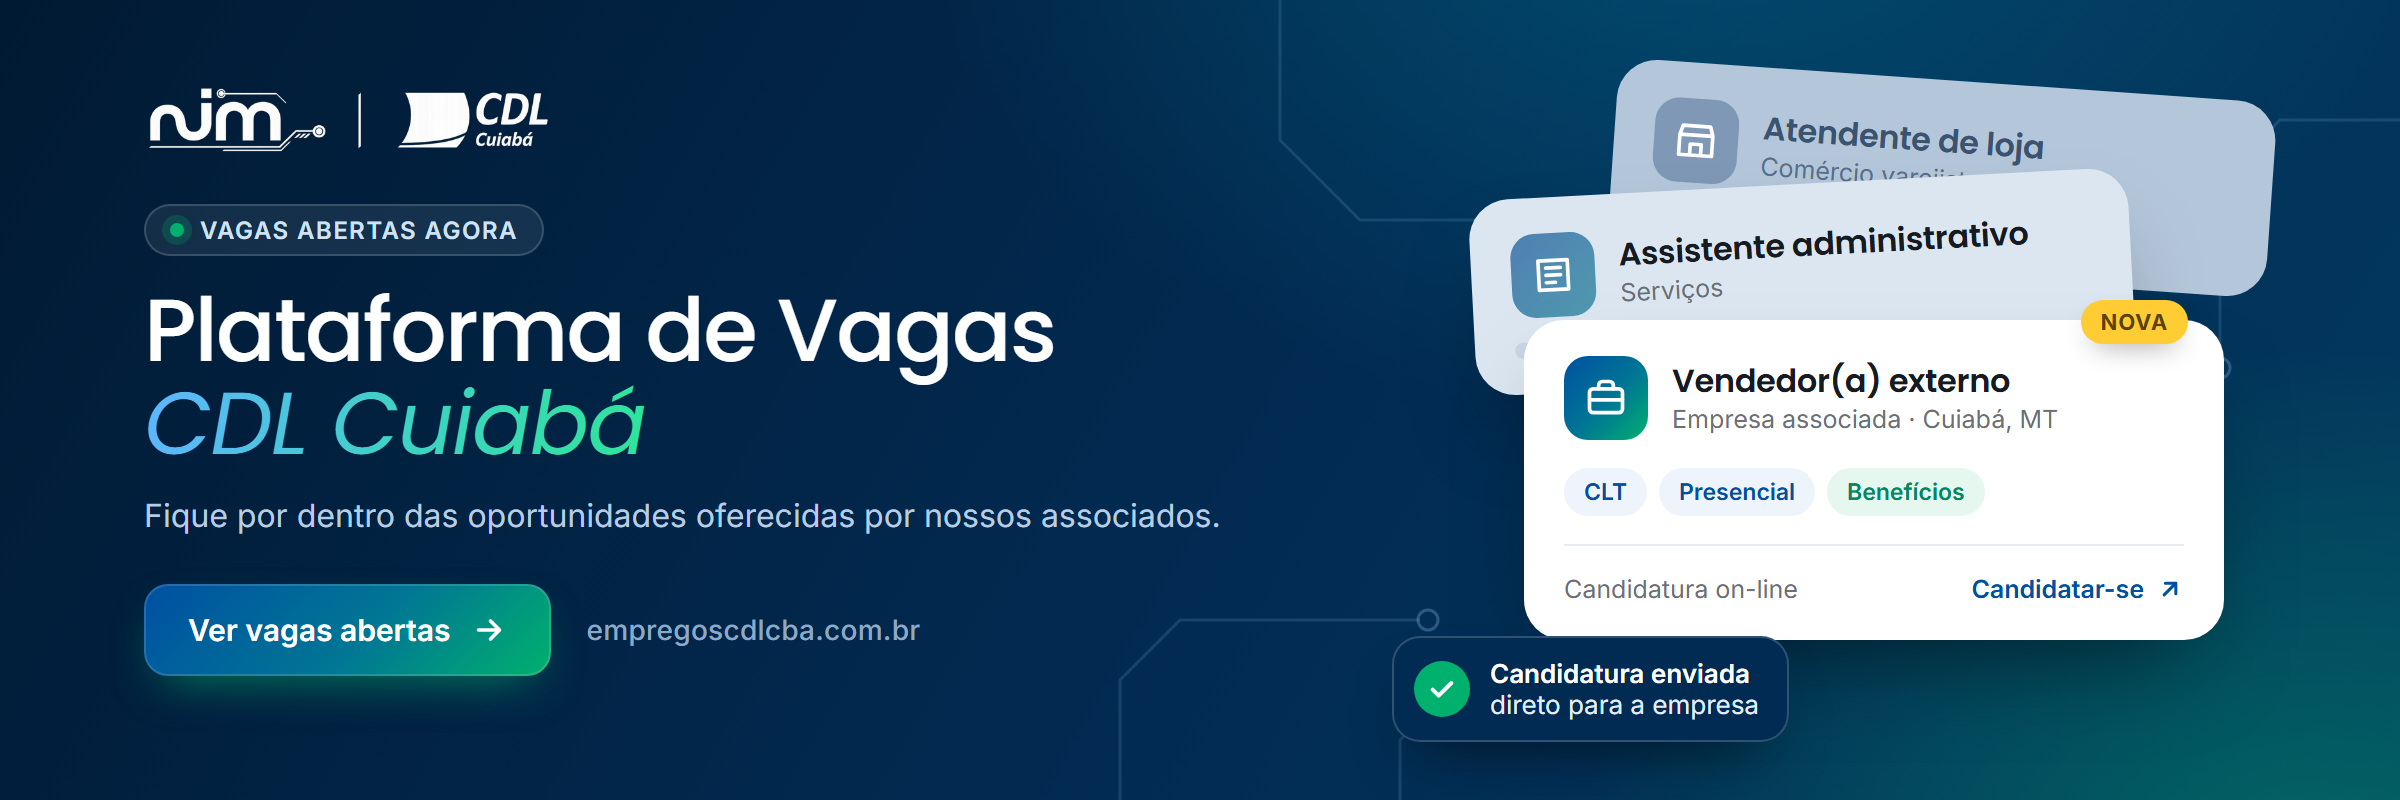 njm
CDL
Cuiabá
VAGAS ABERTAS AGORA
Plataforma de Vagas
CDL Cuiabá
Fique por dentro das oportunidades oferecidas por nossos associados.
Ver vagas abertas
empregoscdlcba.com.br
Atendente de loja
Comércio
Assistente administrativo
Serviços
NOVA
Vendedor(a) externo
Empresa associada · Cuiabá, MT
CLT
Presencial
Benefícios
Candidatura on-line
Candidatar-se
Candidatura enviada
direto para a empresa